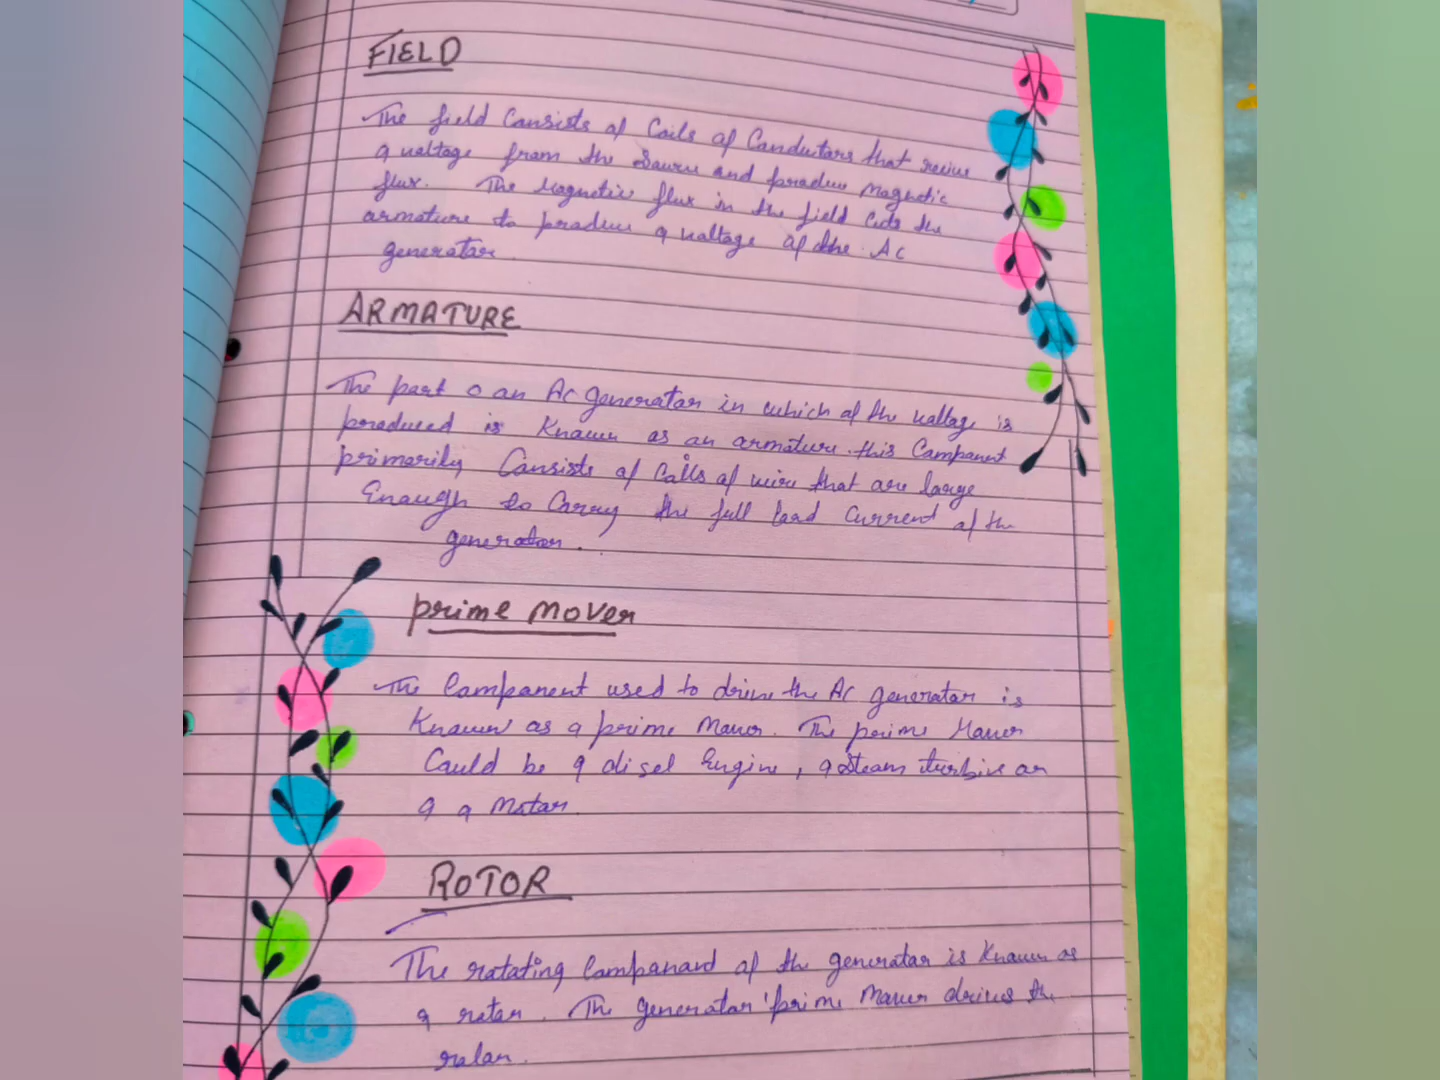 FIELD
The field Consists of Coils of Conductors that recive
a voltage from the Source and produce Magnetic
flux. The Magnetic flux in the field cuts the
armature to produce a voltage of the Ac
generator.
ARMATURE
The part o an Ac generator in which of the voltage is
produced is Known as an armature. this Componant
primarily Consists of Coils of wire that are large
Enough to Carry the full load Current of the
generator.
prime mover
The Componant used to drive the Ac generator is
Known as a prime Mover. The prime Mover
Could be a disel Engine, a steam turbine or
a a Motor.
ROTOR
The rotating Componant of the generator is Known as
a rotor. The generator' prime Mover drives the
rotor.